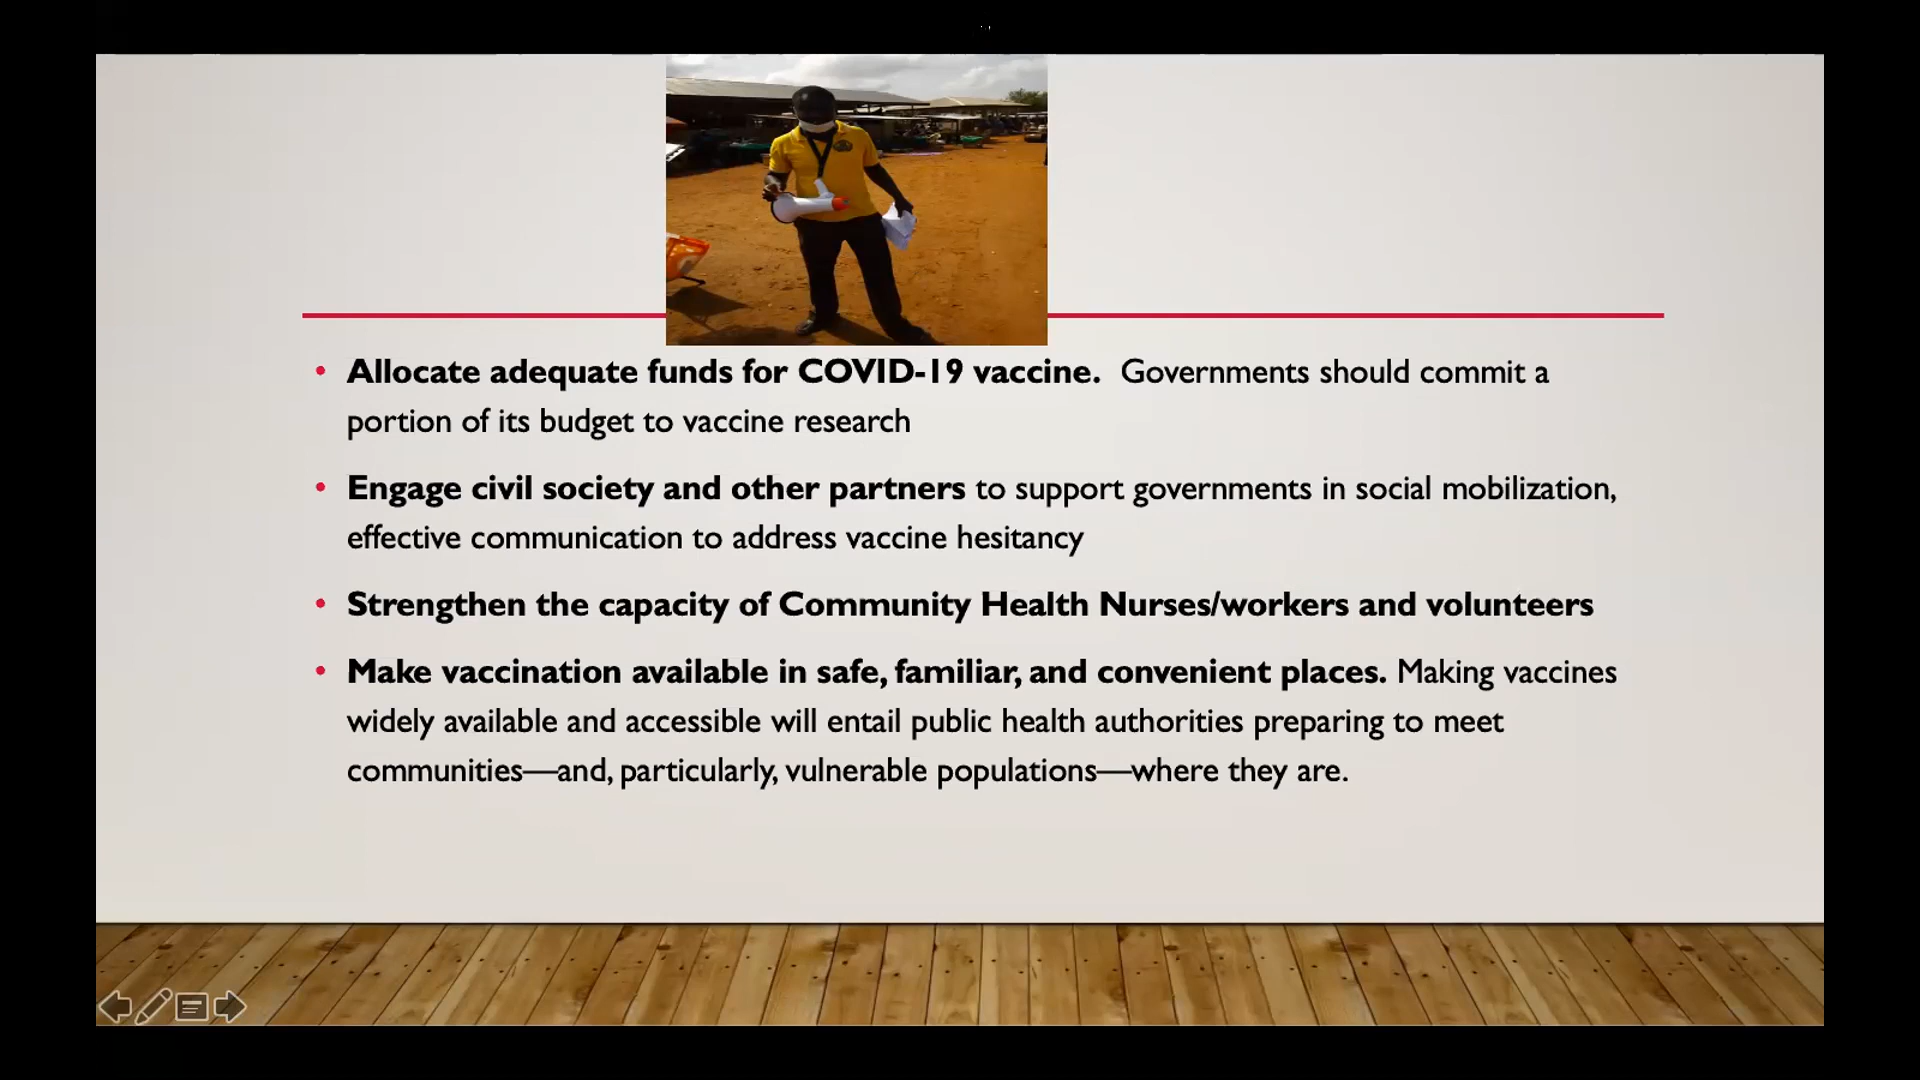 • Allocate adequate funds for COVID-19 vaccine.  Governments should commit a
portion of its budget to vaccine research
• Engage civil society and other partners to support governments in social mobilization,
effective communication to address vaccine hesitancy
• Strengthen the capacity of Community Health Nurses/workers and volunteers
• Make vaccination available in safe, familiar, and convenient places. Making vaccines
widely available and accessible will entail public health authorities preparing to meet
communities—and, particularly, vulnerable populations—where they are.